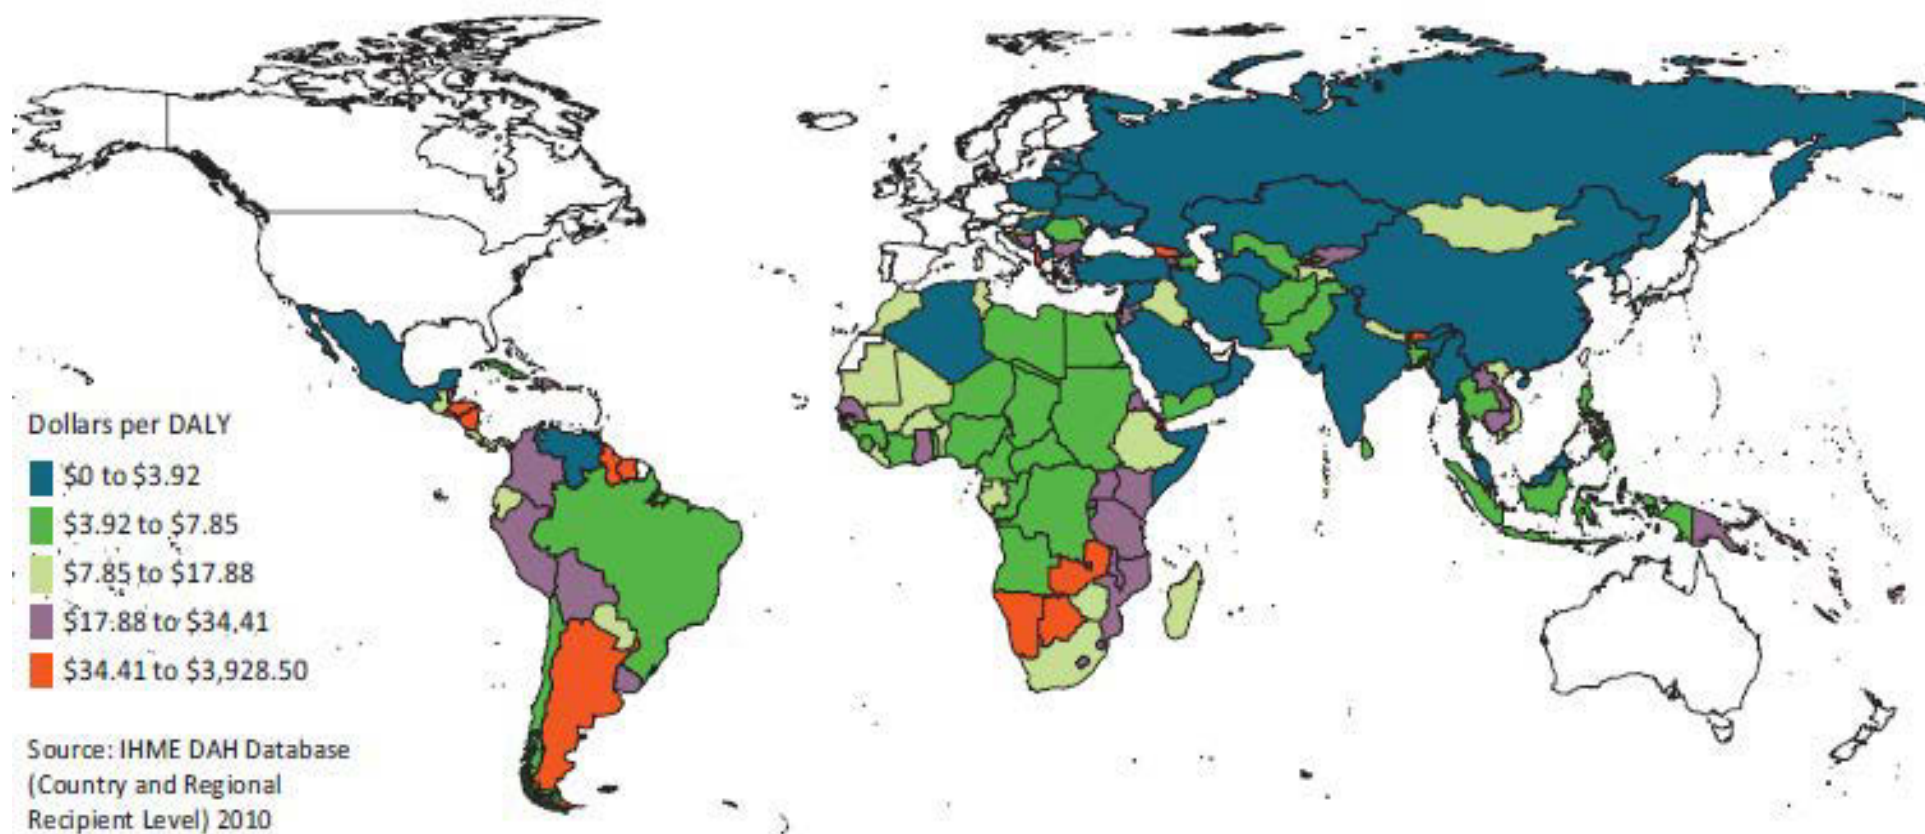 Dollars per DALY
$0 to $3.92
$3.92 to $7.85
$7.85 to $17.88
$17.88 to $34,41
$34.41 to $3,928.50
Source: IHME DAH Database
(Country and Regional
Recipient Level) 2010